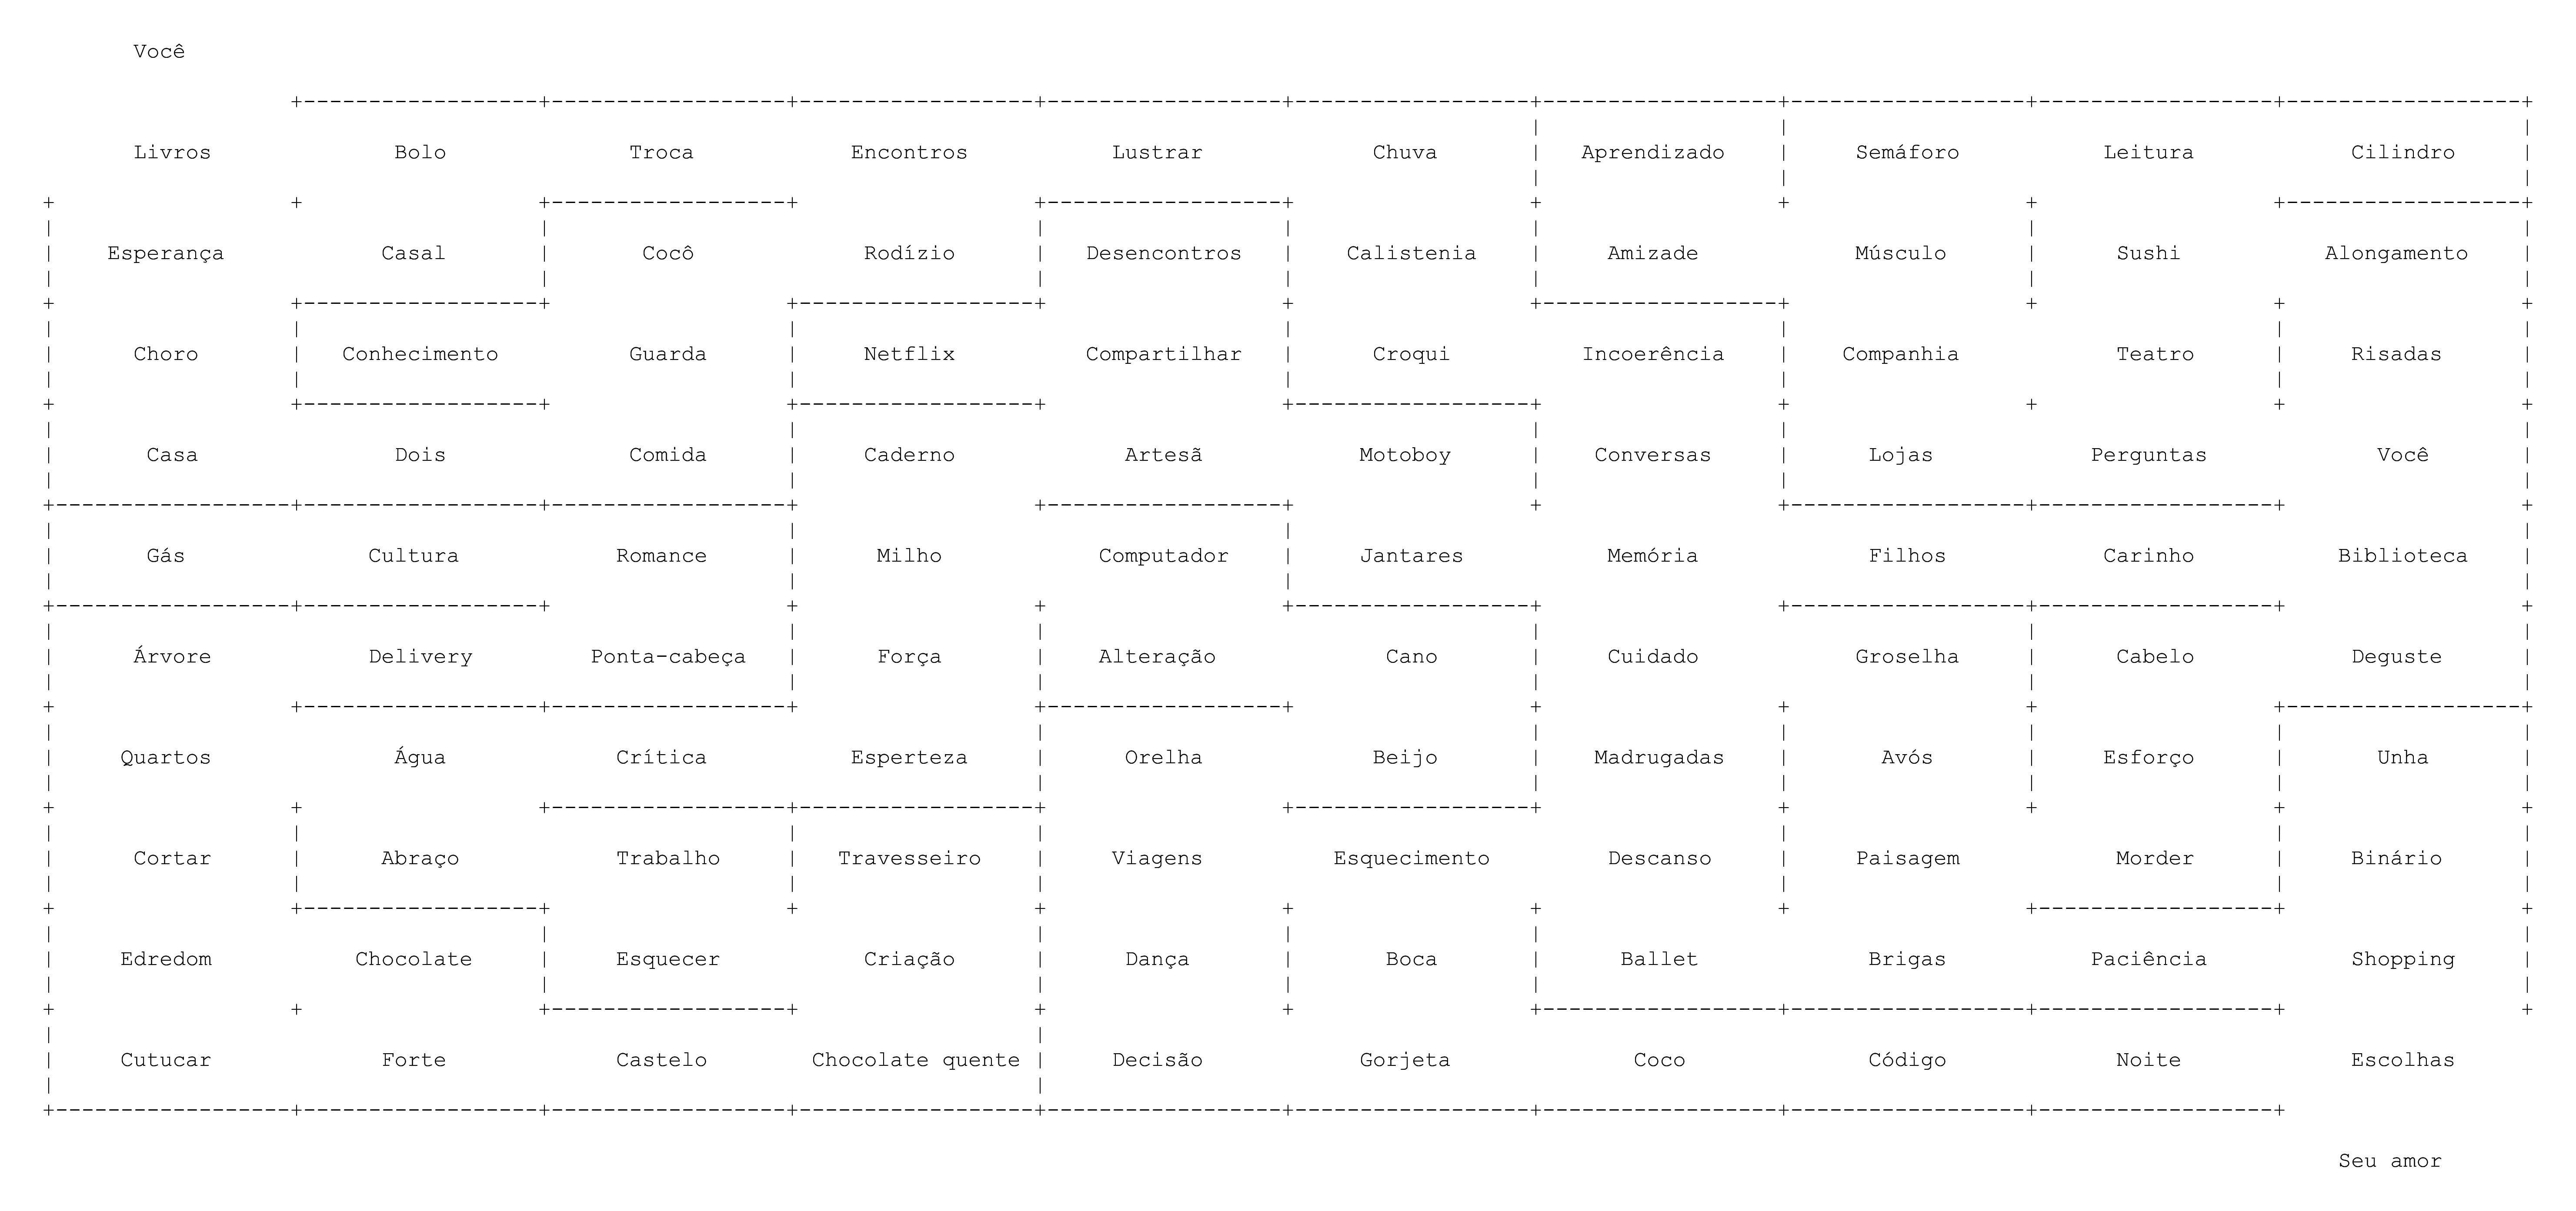 Você
Livros Bolo Troca Encontros Lustrar Chuva Aprendizado Semáforo Leitura Cilindro
Esperança Casal Cocô Rodízio Desencontros Calistenia Amizade Músculo Sushi Alongamento
Choro Conhecimento Guarda Netflix Compartilhar Croqui Incoerência Companhia Teatro Risadas
Casa Dois Comida Caderno Artesã Motoboy Conversas Lojas Perguntas Você
Gás Cultura Romance Milho Computador Jantares Memória Filhos Carinho Biblioteca
Árvore Delivery Ponta-cabeça Força Alteração Cano Cuidado Groselha Cabelo Deguste
Quartos Água Crítica Esperteza Orelha Beijo Madrugadas Avós Esforço Unha
Cortar Abraço Trabalho Travesseiro Viagens Esquecimento Descanso Paisagem Morder Binário
Edredom Chocolate Esquecer Criação Dança Boca Ballet Brigas Paciência Shopping
Cutucar Forte Castelo Chocolate quente Decisão Gorjeta Coco Código Noite Escolhas
Seu amor